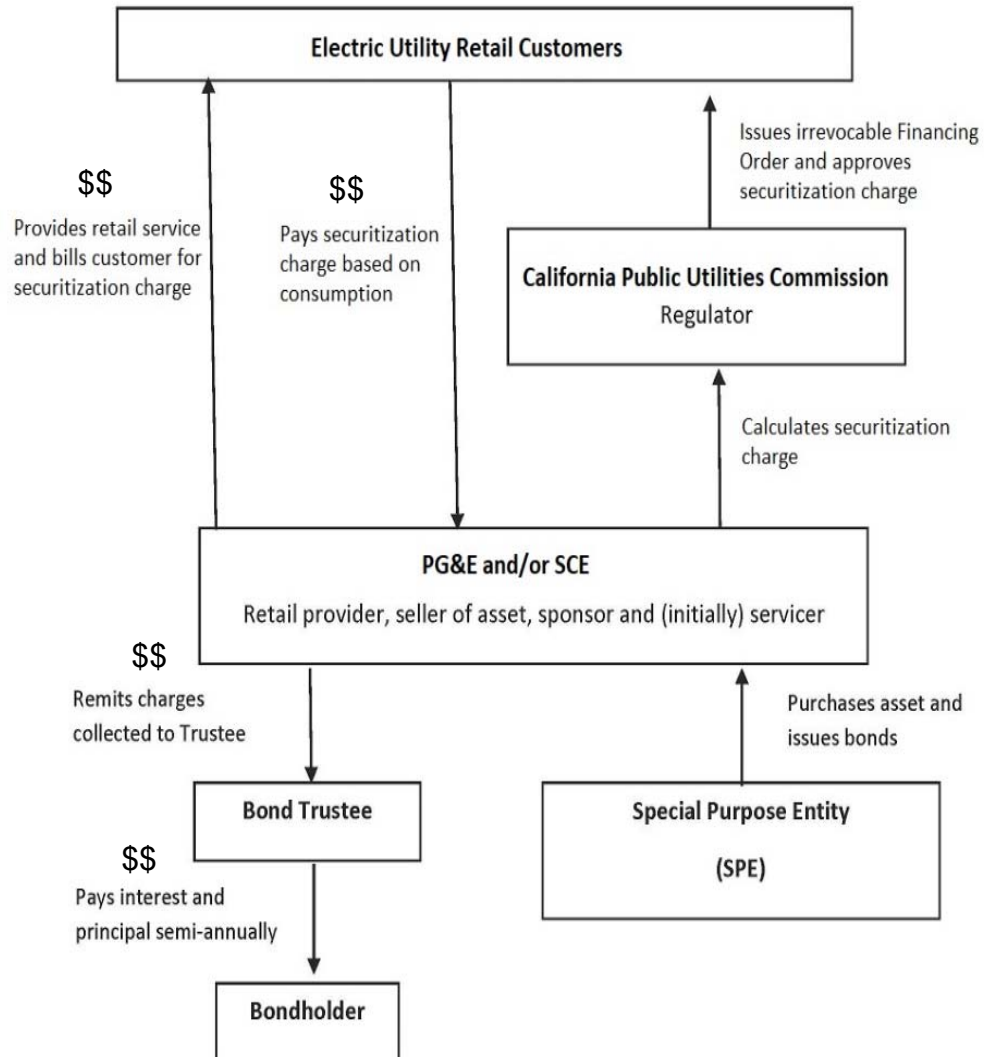 Electric Utility Retail Customers
$$
Provides retail service
and bills customer for
securitization charge
$$
Pays securitization
charge based on
consumption
Issues irrevocable Financing
Order and approves
securitization charge
California Public Utilities Commission
Regulator
Calculates securitization
charge
PG&E and/or SCE
Retail provider, seller of asset, sponsor and (initially) servicer
$$
Remits charges
collected to Trustee
Purchases asset and
issues bonds
Bond Trustee
Special Purpose Entity
(SPE)
$$
Pays interest and
principal semi-annually
Bondholder